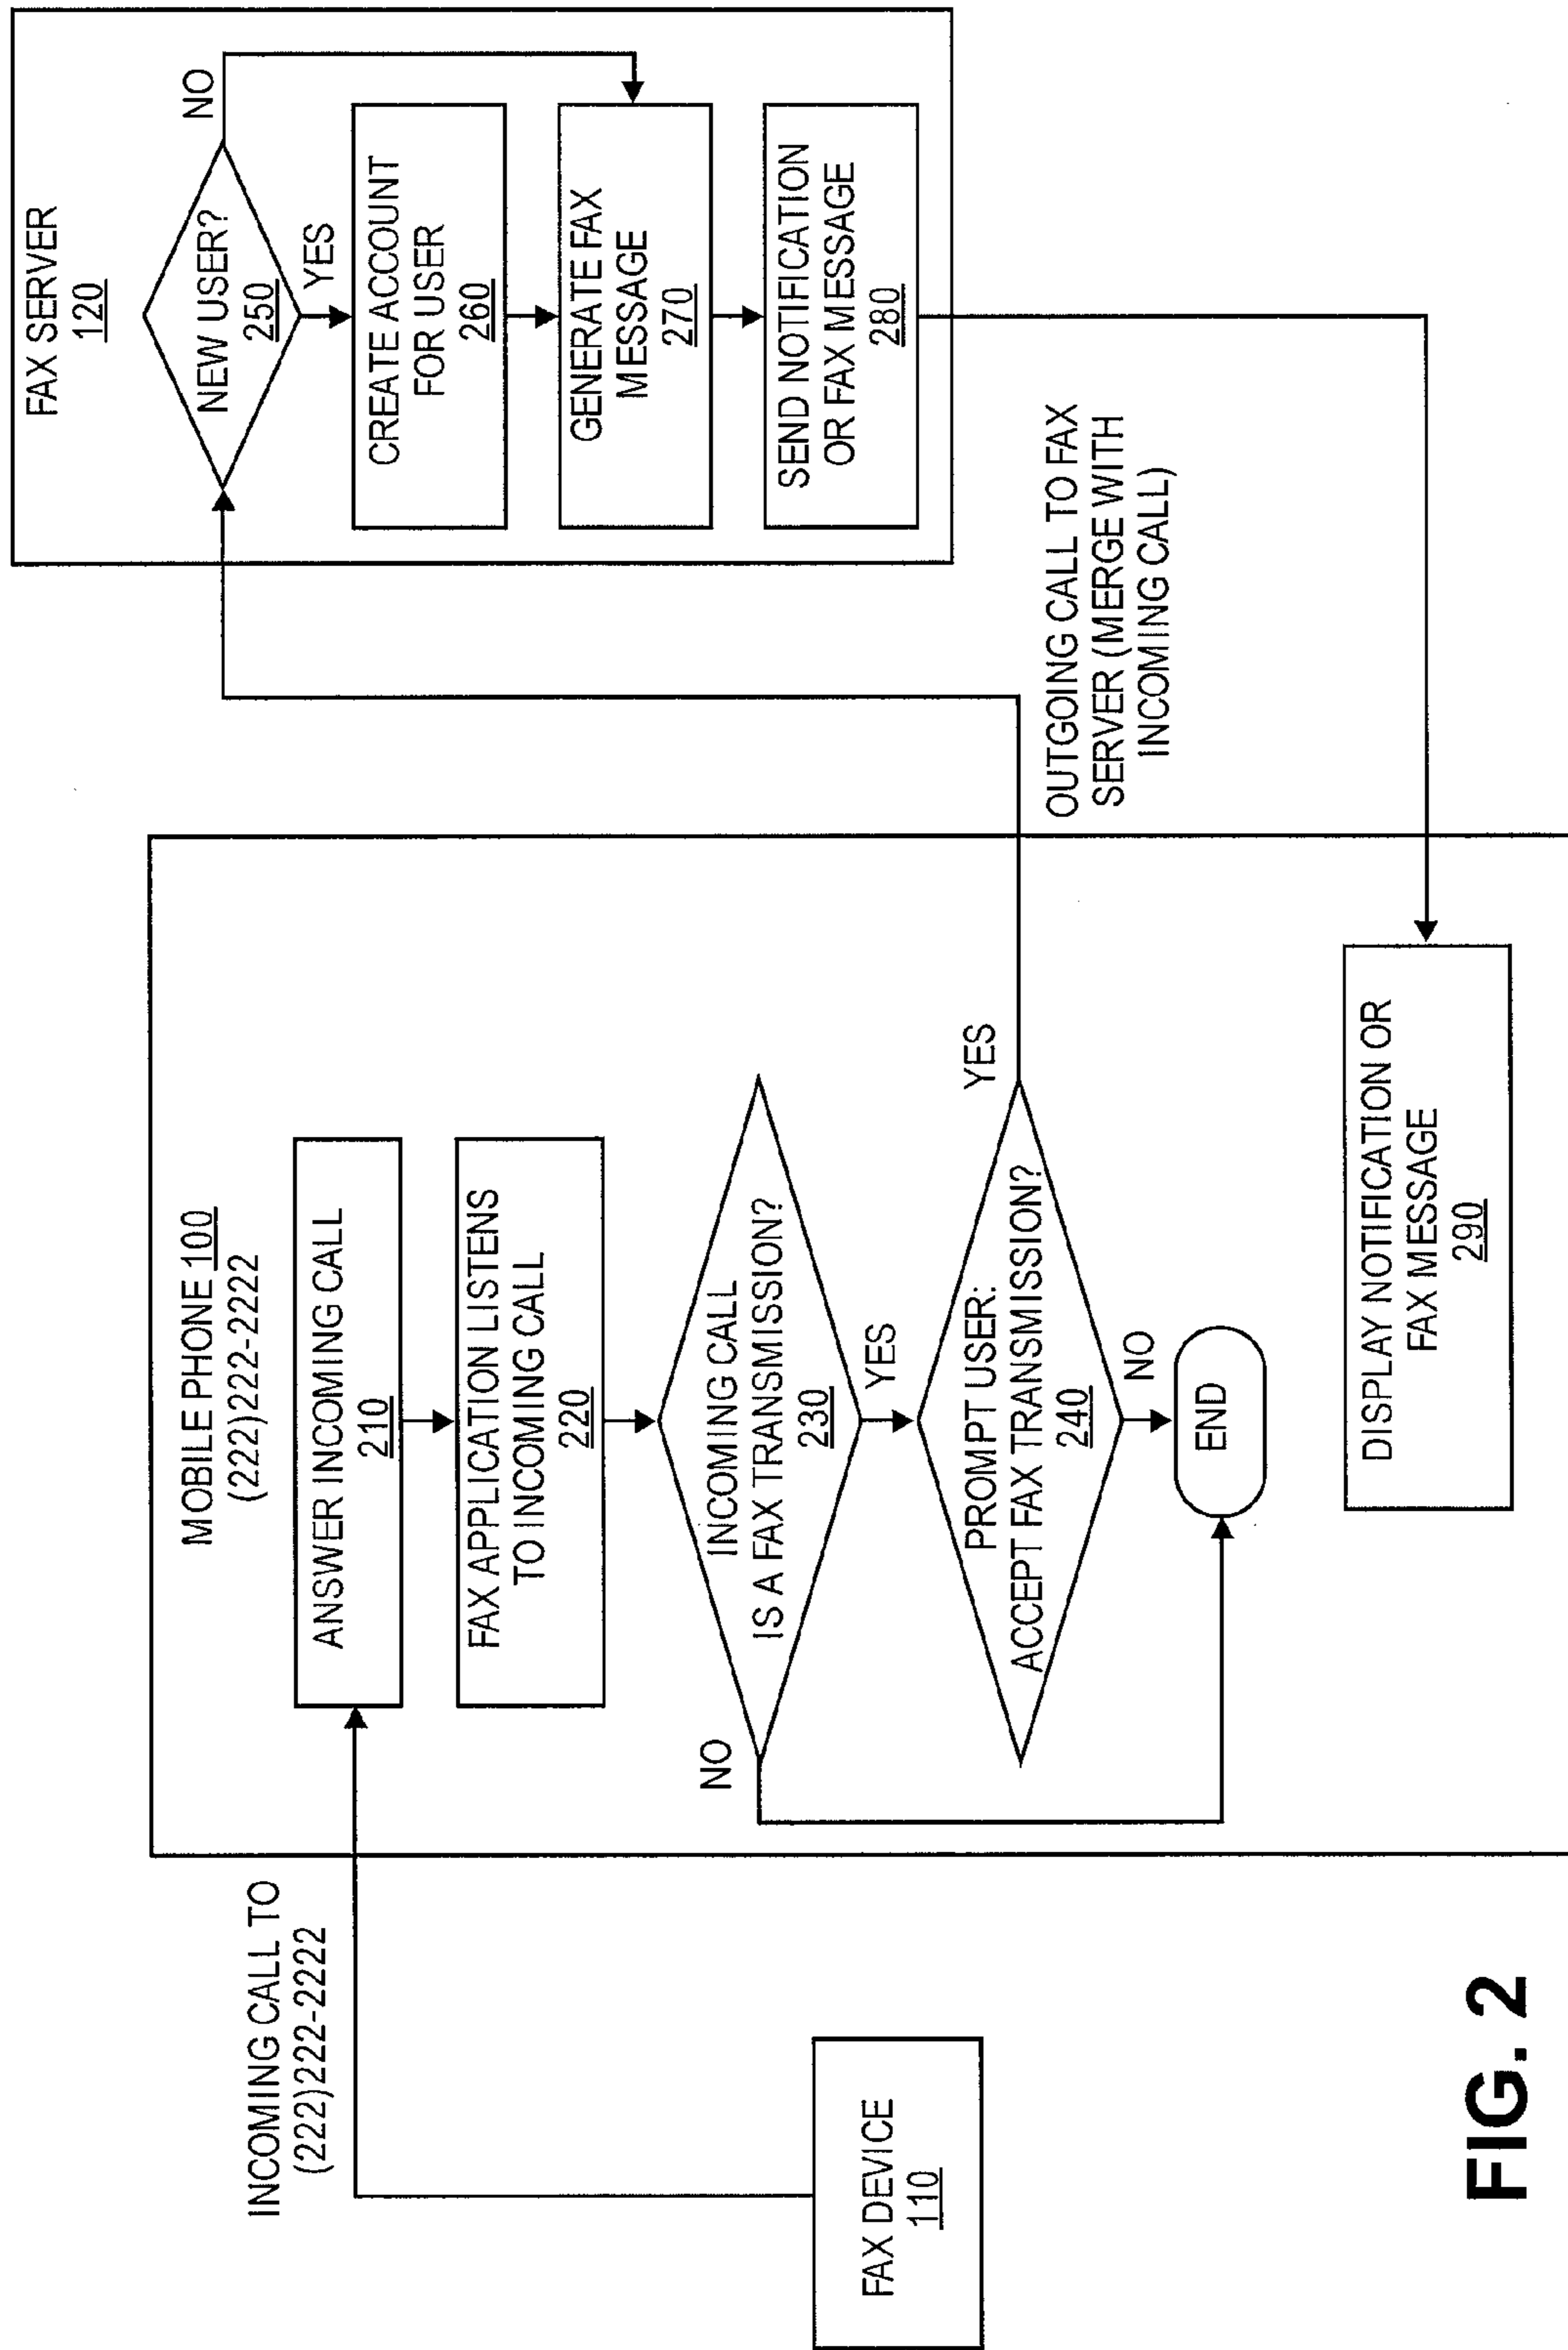 INCOMING CALL TO
(222)222-2222
FAX DEVICE
110
MOBILE PHONE 100
(222)222-2222
ANSWER INCOMING CALL
210
FAX APPLICATION LISTENS
TO INCOMING CALL
220
INCOMING CALL
IS A FAX TRANSMISSION?
230
NO
YES
PROMPT USER:
ACCEPT FAX TRANSMISSION?
240
YES
NO
END
DISPLAY NOTIFICATION OR
FAX MESSAGE
290
OUTGOING CALL TO FAX
SERVER (MERGE WITH
INCOMING CALL)
FAX SERVER
120
NEW USER?
250
NO
YES
CREATE ACCOUNT
FOR USER
260
GENERATE FAX
MESSAGE
270
SEND NOTIFICATION
OR FAX MESSAGE
280
FIG. 2